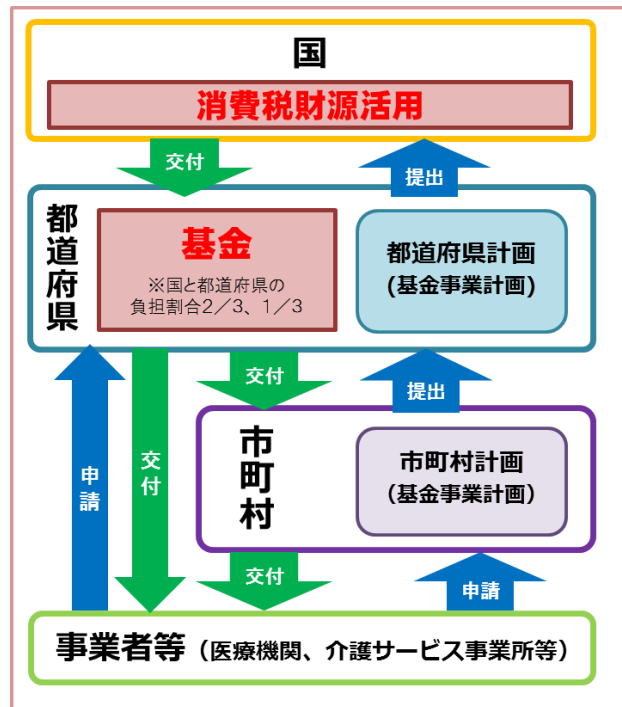 国
消費税財源活用
交付
提出
都道府県
基金
※国と都道府県の
負担割合2/3、1/3
都道府県計画
(基金事業計画)
交付
提出
申請
交付
市町村
市町村計画
(基金事業計画)
交付
申請
事業者等(医療機関、介護サービス事業所等)